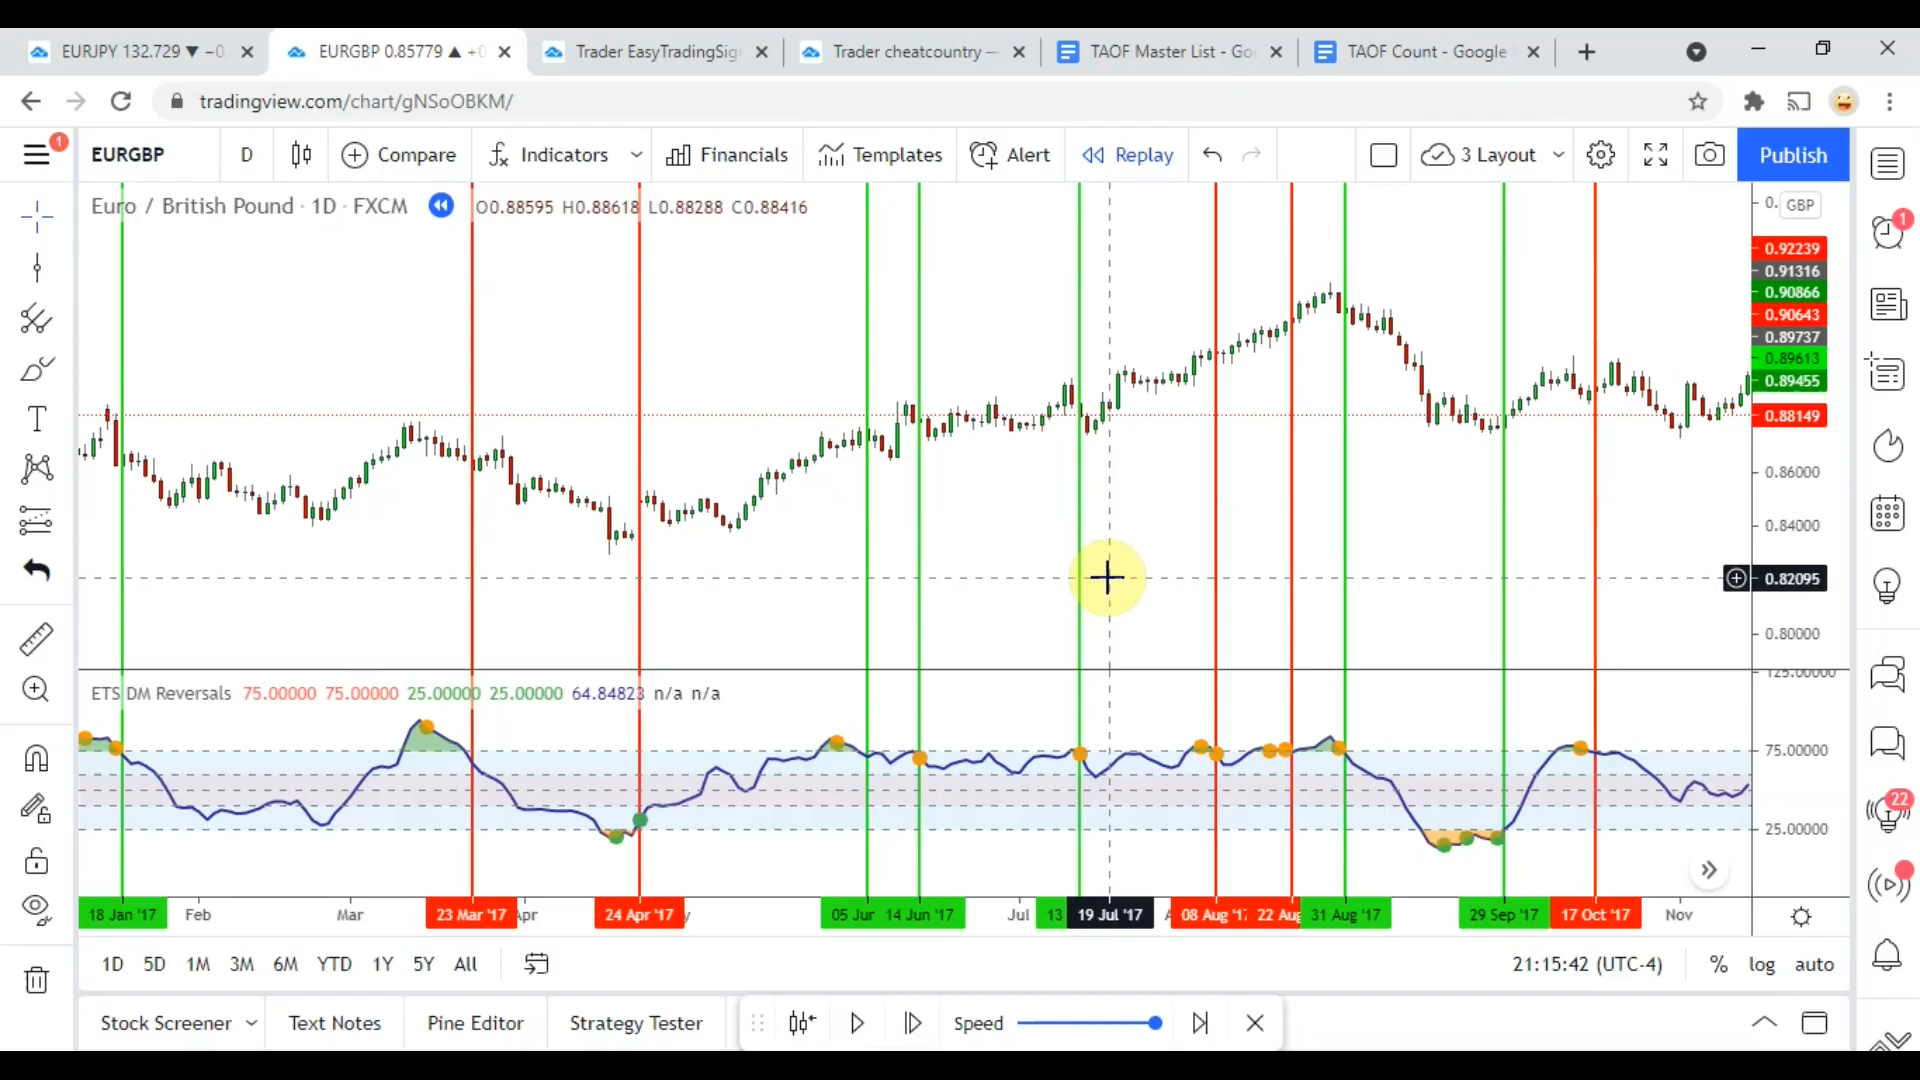 EURJPY 132.729 ▼ −0.
EURGBP 0.85779 ▲ +0
Trader EasyTradingSig
Trader cheatcountry —
TAOF Master List - Goo
TAOF Count - Google
tradingview.com/chart/gNSoOBKM/
1
EURGBP
D
Compare
Indicators
Financials
Templates
Alert
Replay
3 Layout
Publish
Euro / British Pound · 1D · FXCM
O0.88595 H0.88618 L0.88288 C0.88416
0.
GBP
1
0.92239
0.91316
0.90866
0.90643
0.89737
0.89613
0.89455
0.88149
0.86000
0.84000
0.82095
0.80000
125.00000
ETS DM Reversals 75.00000 75.00000 25.00000 25.00000 64.84823 n/a n/a
75.00000
25.00000
22
18 Jan '17
Feb
Mar
23 Mar '17
Apr
24 Apr '17
05 Jun
14 Jun '17
Jul
13
19 Jul '17
08 Aug '17
22 Aug
31 Aug '17
29 Sep '17
17 Oct '17
Nov
1D 5D 1M 3M 6M YTD 1Y 5Y All
21:15:42 (UTC-4)
% log auto
Stock Screener
Text Notes
Pine Editor
Strategy Tester
Speed